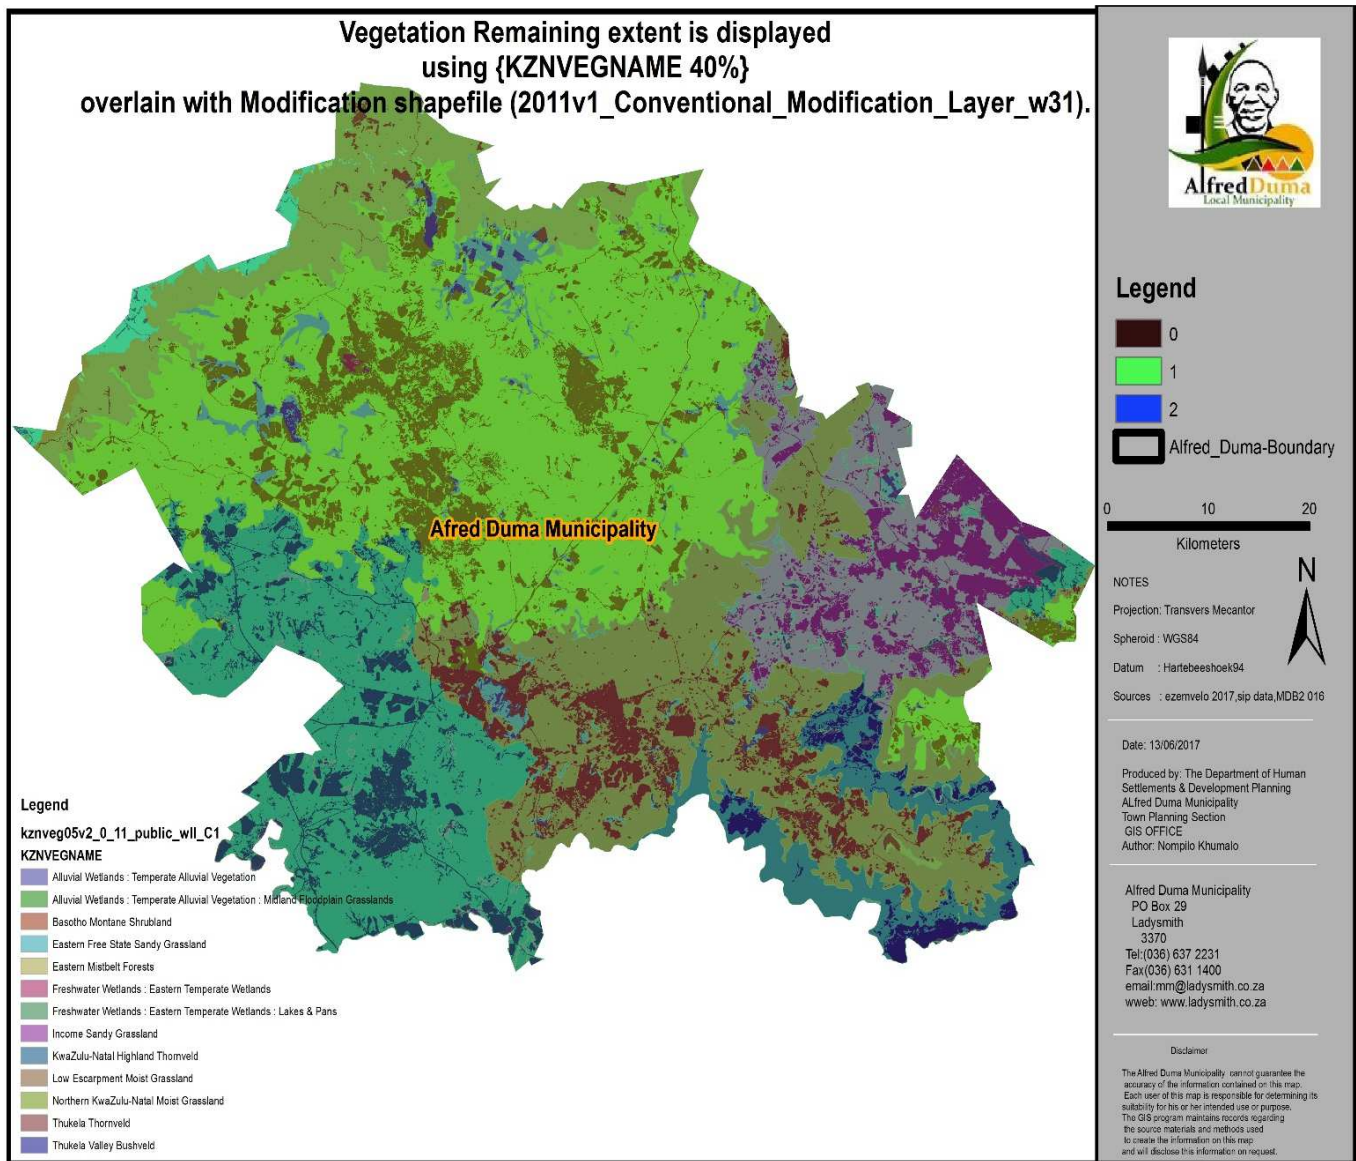 Vegetation Remaining extent is displayed
using {KZNVEGNAME 40%}
overlain with Modification shapefile (2011v1_Conventional_Modification_Layer_w31).
Afred Duma Municipality
Legend
kznveg05v2_0_11_public_wll_C1
KZNVEGNAME
Alluvial Wetlands : Temperate Alluvial Vegetation
Alluvial Wetlands : Temperate Alluvial Vegetation : Midland Floodplain Grasslands
Basotho Montane Shrubland
Eastern Free State Sandy Grassland
Eastern Mistbelt Forests
Freshwater Wetlands : Eastern Temperate Wetlands
Freshwater Wetlands : Eastern Temperate Wetlands : Lakes & Pans
Income Sandy Grassland
KwaZulu-Natal Highland Thornveld
Low Escarpment Moist Grassland
Northern KwaZulu-Natal Moist Grassland
Thukela Thornveld
Thukela Valley Bushveld
AlfredDuma
Local Municipality
Legend
0
1
2
Alfred_Duma-Boundary
0 10 20
Kilometers
N
NOTES
Projection: Transvers Mecantor
Spheroid : WGS84
Datum : Hartebeeshoek94
Sources : ezemvelo 2017,sip data,MDB2 016
Date: 13/06/2017
Produced by: The Department of Human
Settlements & Development Planning
ALfred Duma Municipality
Town Planning Section
GIS OFFICE
Author: Nompilo Khumalo
Alfred Duma Municipality
PO Box 29
Ladysmith
3370
Tel:(036) 637 2231
Fax(036) 631 1400
email:mm@ladysmith.co.za
wweb: www.ladysmith.co.za
Disclaimer
The Alfred Duma Municipality cannot guarantee the
accuracy of the information contained on this map.
Each user of this map is responsible for determining its
suitability for his or her intended use or purpose.
The GIS program maintains records regarding
the source materials and methods used
to create the information on this map
and will disclose this information on request.